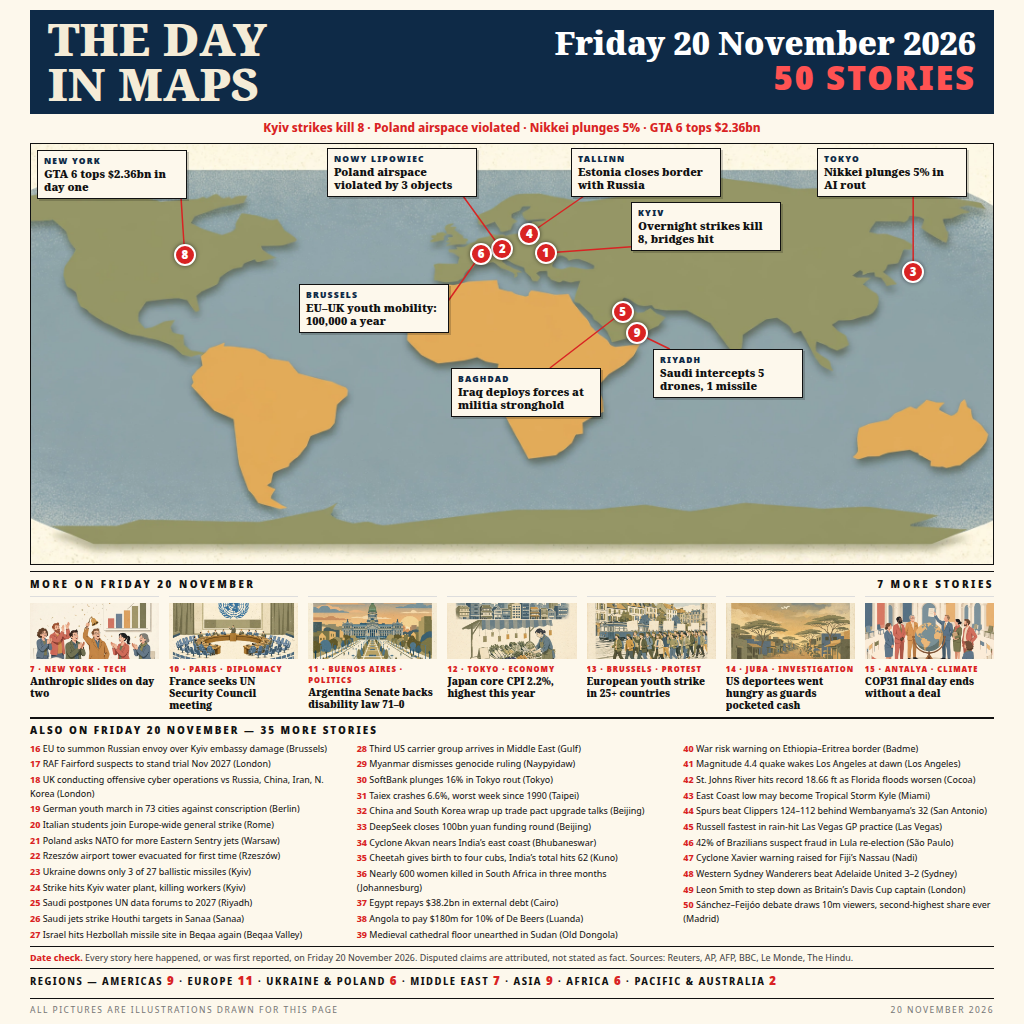 THE DAY
IN MAPS
Friday 20 November 2026
50 STORIES
Kyiv strikes kill 8 · Poland airspace violated · Nikkei plunges 5% · GTA 6 tops $2.36bn
NEW YORK
GTA 6 tops $2.36bn in
day one
NOWY LIPOWIEC
Poland airspace
violated by 3 objects
TALLINN
Estonia closes border
with Russia
TOKYO
Nikkei plunges 5% in
AI rout
KYIV
Overnight strikes kill
8, bridges hit
8
6
2
4
1
3
BRUSSELS
EU–UK youth mobility:
100,000 a year
5
9
RIYADH
Saudi intercepts 5
drones, 1 missile
BAGHDAD
Iraq deploys forces at
militia stronghold
MORE ON FRIDAY 20 NOVEMBER
7 MORE STORIES
7 · NEW YORK · TECH
Anthropic slides on day
two
10 · PARIS · DIPLOMACY
France seeks UN
Security Council
meeting
11 · BUENOS AIRES ·
POLITICS
Argentina Senate backs
disability law 71–0
12 · TOKYO · ECONOMY
Japan core CPI 2.2%,
highest this year
13 · BRUSSELS · PROTEST
European youth strike
in 25+ countries
14 · JUBA · INVESTIGATION
US deportees went
hungry as guards
pocketed cash
15 · ANTALYA · CLIMATE
COP31 final day ends
without a deal
ALSO ON FRIDAY 20 NOVEMBER — 35 MORE STORIES
16 EU to summon Russian envoy over Kyiv embassy damage (Brussels)
17 RAF Fairford suspects to stand trial Nov 2027 (London)
18 UK conducting offensive cyber operations vs Russia, China, Iran, N.
Korea (London)
19 German youth march in 73 cities against conscription (Berlin)
20 Italian students join Europe-wide general strike (Rome)
21 Poland asks NATO for more Eastern Sentry jets (Warsaw)
22 Rzeszów airport tower evacuated for first time (Rzeszów)
23 Ukraine downs only 3 of 27 ballistic missiles (Kyiv)
24 Strike hits Kyiv water plant, killing workers (Kyiv)
25 Saudi postpones UN data forums to 2027 (Riyadh)
26 Saudi jets strike Houthi targets in Sanaa (Sanaa)
27 Israel hits Hezbollah missile site in Beqaa again (Beqaa Valley)
28 Third US carrier group arrives in Middle East (Gulf)
29 Myanmar dismisses genocide ruling (Naypyidaw)
30 SoftBank plunges 16% in Tokyo rout (Tokyo)
31 Taiex crashes 6.6%, worst week since 1990 (Taipei)
32 China and South Korea wrap up trade pact upgrade talks (Beijing)
33 DeepSeek closes 100bn yuan funding round (Beijing)
34 Cyclone Akvan nears India's east coast (Bhubaneswar)
35 Cheetah gives birth to four cubs, India's total hits 62 (Kuno)
36 Nearly 600 women killed in South Africa in three months
(Johannesburg)
37 Egypt repays $38.2bn in external debt (Cairo)
38 Angola to pay $180m for 10% of De Beers (Luanda)
39 Medieval cathedral floor unearthed in Sudan (Old Dongola)
40 War risk warning on Ethiopia–Eritrea border (Badme)
41 Magnitude 4.4 quake wakes Los Angeles at dawn (Los Angeles)
42 St. Johns River hits record 18.66 ft as Florida floods worsen (Cocoa)
43 East Coast low may become Tropical Storm Kyle (Miami)
44 Spurs beat Clippers 124–112 behind Wembanyama's 32 (San Antonio)
45 Russell fastest in rain-hit Las Vegas GP practice (Las Vegas)
46 42% of Brazilians suspect fraud in Lula re-election (São Paulo)
47 Cyclone Xavier warning raised for Fiji's Nassau (Nadi)
48 Western Sydney Wanderers beat Adelaide United 3–2 (Sydney)
49 Leon Smith to step down as Britain's Davis Cup captain (London)
50 Sánchez–Feijóo debate draws 10m viewers, second-highest share ever
(Madrid)
Date check. Every story here happened, or was first reported, on Friday 20 November 2026. Disputed claims are attributed, not stated as fact. Sources: Reuters, AP, AFP, BBC, Le Monde, The Hindu.
REGIONS — AMERICAS 9 · EUROPE 11 · UKRAINE & POLAND 6 · MIDDLE EAST 7 · ASIA 9 · AFRICA 6 · PACIFIC & AUSTRALIA 2
ALL PICTURES ARE ILLUSTRATIONS DRAWN FOR THIS PAGE
20 NOVEMBER 2026